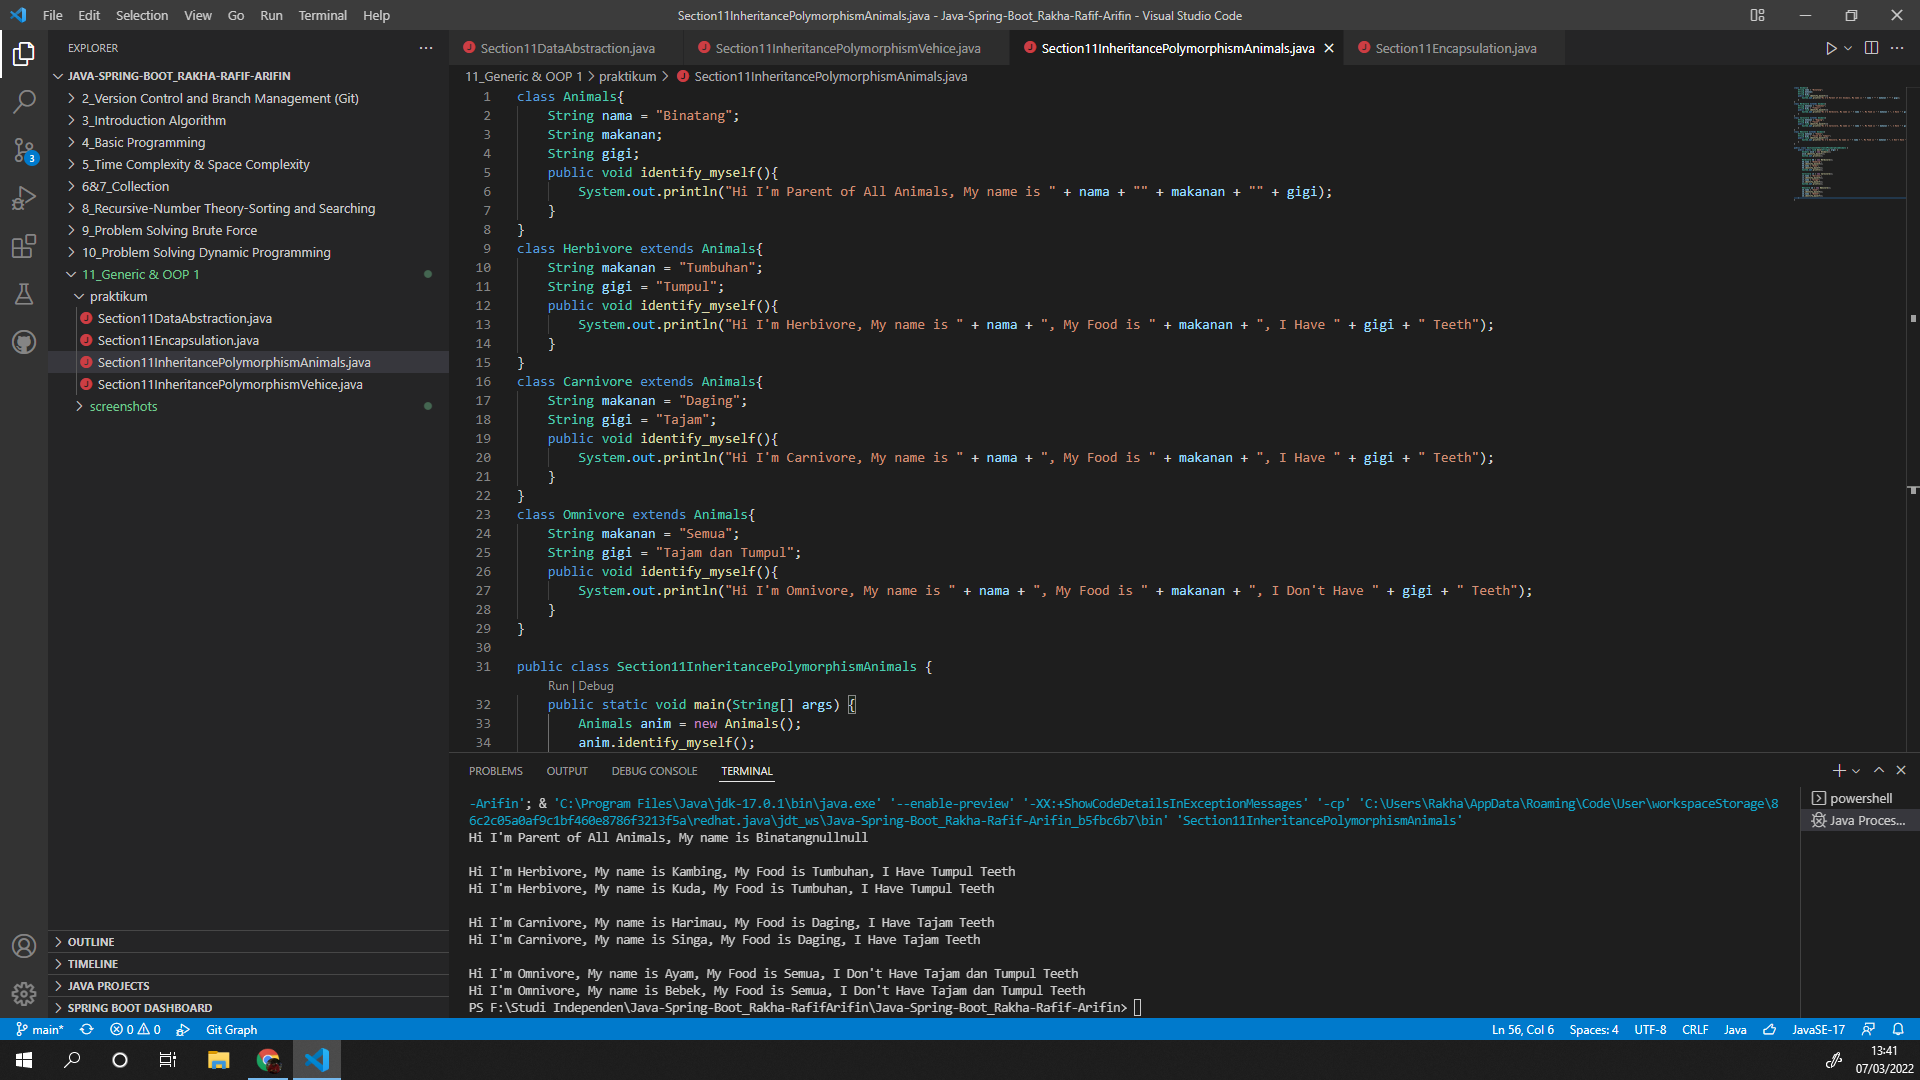 File Edit Selection View Go Run Terminal Help
Section11InheritancePolymorphismAnimals.java - Java-Spring-Boot_Rakha-Rafif-Arifin - Visual Studio Code
EXPLORER
JAVA-SPRING-BOOT_RAKHA-RAFIF-ARIFIN
2_Version Control and Branch Management (Git)
3_Introduction Algorithm
4_Basic Programming
5_Time Complexity & Space Complexity
6&7_Collection
8_Recursive-Number Theory-Sorting and Searching
9_Problem Solving Brute Force
10_Problem Solving Dynamic Programming
11_Generic & OOP 1
praktikum
Section11DataAbstraction.java
Section11Encapsulation.java
Section11InheritancePolymorphismAnimals.java
Section11InheritancePolymorphismVehice.java
screenshots
OUTLINE
TIMELINE
JAVA PROJECTS
SPRING BOOT DASHBOARD
3
Section11DataAbstraction.java Section11InheritancePolymorphismVehice.java Section11InheritancePolymorphismAnimals.java Section11Encapsulation.java
11_Generic & OOP 1 > praktikum > Section11InheritancePolymorphismAnimals.java
1 class Animals{
2 String nama = "Binatang";
3 String makanan;
4 String gigi;
5 public void identify_myself(){
6 System.out.println("Hi I'm Parent of All Animals, My name is " + nama + "" + makanan + "" + gigi);
7 }
8 }
9 class Herbivore extends Animals{
10 String makanan = "Tumbuhan";
11 String gigi = "Tumpul";
12 public void identify_myself(){
13 System.out.println("Hi I'm Herbivore, My name is " + nama + ", My Food is " + makanan + ", I Have " + gigi + " Teeth");
14 }
15 }
16 class Carnivore extends Animals{
17 String makanan = "Daging";
18 String gigi = "Tajam";
19 public void identify_myself(){
20 System.out.println("Hi I'm Carnivore, My name is " + nama + ", My Food is " + makanan + ", I Have " + gigi + " Teeth");
21 }
22 }
23 class Omnivore extends Animals{
24 String makanan = "Semua";
25 String gigi = "Tajam dan Tumpul";
26 public void identify_myself(){
27 System.out.println("Hi I'm Omnivore, My name is " + nama + ", My Food is " + makanan + ", I Don't Have " + gigi + " Teeth");
28 }
29 }
30
31 public class Section11InheritancePolymorphismAnimals {
Run | Debug
32 public static void main(String[] args) {
33 Animals anim = new Animals();
34 anim.identify_myself();
PROBLEMS OUTPUT DEBUG CONSOLE TERMINAL
-Arifin'; & 'C:\Program Files\Java\jdk-17.0.1\bin\java.exe' '--enable-preview' '-XX:+ShowCodeDetailsInExceptionMessages' '-cp' 'C:\Users\Rakha\AppData\Roaming\Code\User\workspaceStorage\8
6c2c05a0af9c1bf460e8786f3213f5a\redhat.java\jdt_ws\Java-Spring-Boot_Rakha-Rafif-Arifin_b5fbc6b7\bin' 'Section11InheritancePolymorphismAnimals'
Hi I'm Parent of All Animals, My name is Binatangnullnull
Hi I'm Herbivore, My name is Kambing, My Food is Tumbuhan, I Have Tumpul Teeth
Hi I'm Herbivore, My name is Kuda, My Food is Tumbuhan, I Have Tumpul Teeth
Hi I'm Carnivore, My name is Harimau, My Food is Daging, I Have Tajam Teeth
Hi I'm Carnivore, My name is Singa, My Food is Daging, I Have Tajam Teeth
Hi I'm Omnivore, My name is Ayam, My Food is Semua, I Don't Have Tajam dan Tumpul Teeth
Hi I'm Omnivore, My name is Bebek, My Food is Semua, I Don't Have Tajam dan Tumpul Teeth
PS F:\Studi Independen\Java-Spring-Boot_Rakha-RafifArifin\Java-Spring-Boot_Rakha-Rafif-Arifin>
powershell
Java Proces...
main* 0 0 Git Graph
Ln 56, Col 6 Spaces: 4 UTF-8 CRLF Java JavaSE-17
13:41
07/03/2022